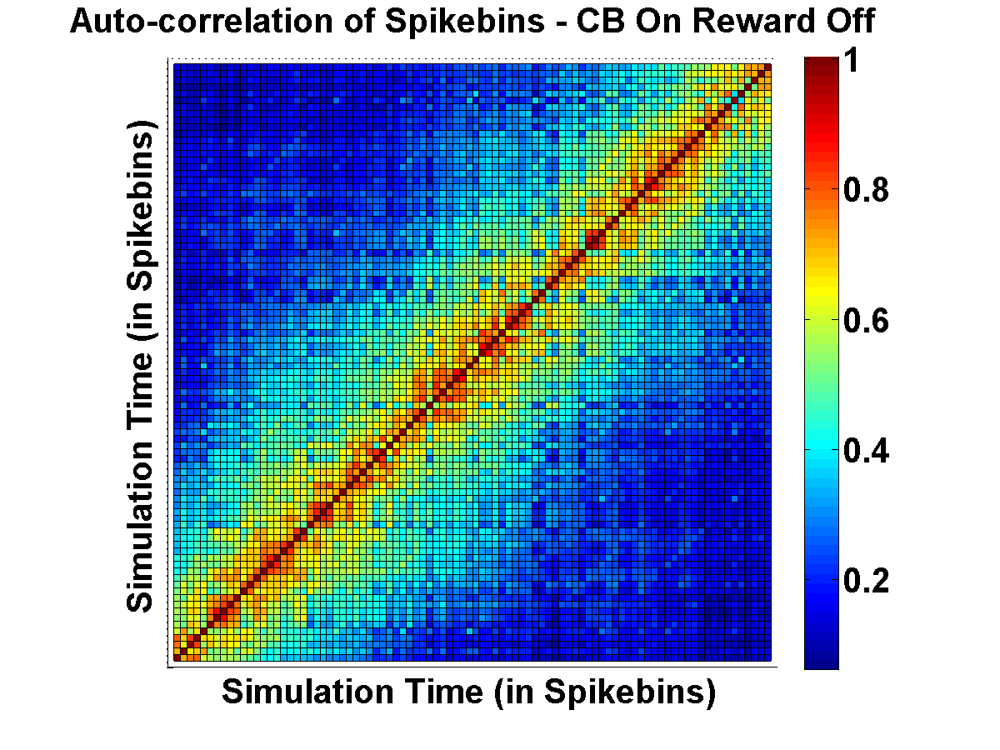 Auto-correlation of Spikebins - CB On Reward Off
Simulation Time (in Spikebins)
1
0.8
0.6
0.4
0.2
Simulation Time (in Spikebins)